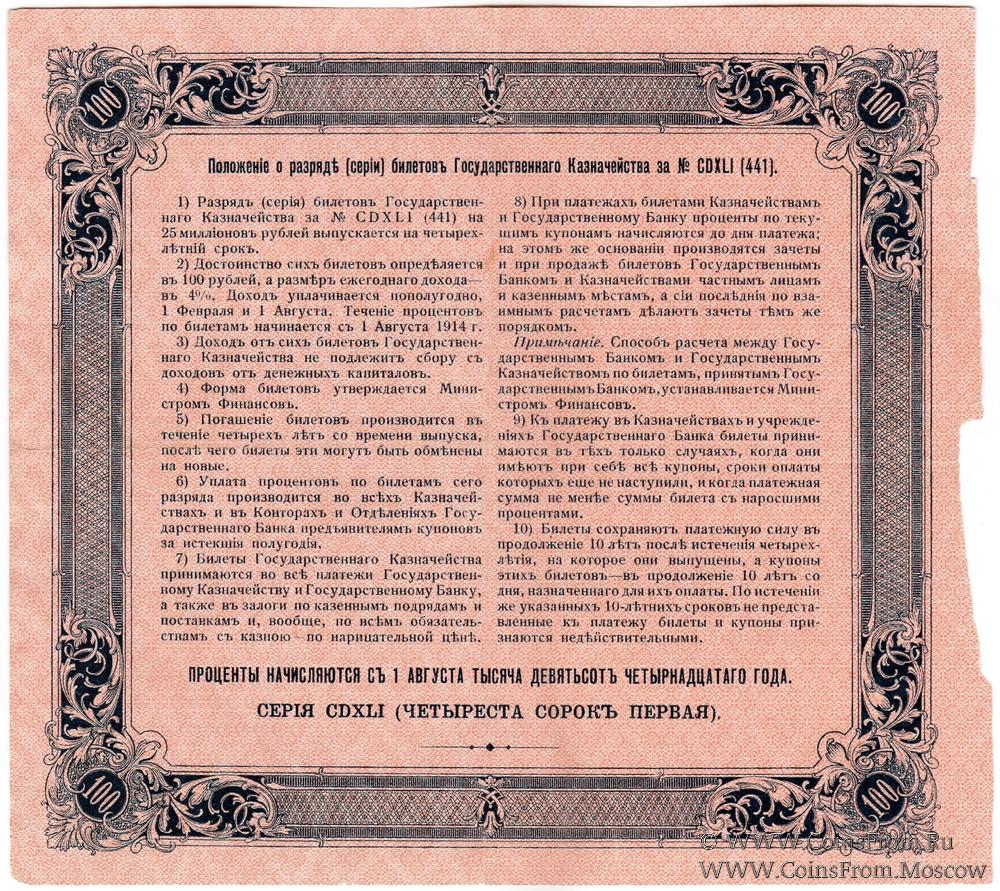 100
100
Положеніе о разрядѣ (серіи) билетовъ Государственнаго Казначейства за № CDXLI (441).
1) Разрядъ (серія) билетовъ Государствен-
наго Казначейства за № CDXLI (441) на
25 милліоновъ рублей выпускается на четырех-
лѣтній срокъ.
2) Достоинство сихъ билетовъ опредѣляется
въ 100 рублей, а размѣръ ежегоднаго дохода—
въ 4%. Доходъ уплачивается пополугодно,
1 Февраля и 1 Августа. Теченіе процентовъ
по билетамъ начинается съ 1 Августа 1914 г.
3) Доходъ отъ сихъ билетовъ Государствен-
наго Казначейства не подлежитъ сбору съ
доходовъ отъ денежныхъ капиталовъ.
4) Форма билетовъ утверждается Мини-
стромъ Финансовъ.
5) Погашеніе билетовъ производится въ
теченіе четырехъ лѣтъ со времени выпуска,
послѣ чего билеты эти могутъ быть обмѣнены
на новые.
6) Уплата процентовъ по билетамъ сего
разряда производится во всѣхъ Казначей-
ствахъ и въ Конторахъ и Отдѣленіяхъ Госу-
дарственнаго Банка предъявителямъ купоновъ
за истекшія полугодія.
7) Билеты Государственнаго Казначейства
принимаются во всѣ платежи Государствен-
ному Казначейству и Государственному Банку,
а также въ залоги по казеннымъ подрядамъ и
поставкамъ и, вообще, по всѣмъ обязатель-
ствамъ съ казною—по нарицательной цѣнѣ.
8) При платежахъ билетами Казначействамъ
и Государственному Банку проценты по теку-
щимъ купонамъ начисляются до дня платежа;
на этомъ же основаніи производятся зачеты
и при продажѣ билетовъ Государственнымъ
Банкомъ и Казначействами частнымъ лицамъ
и казеннымъ мѣстамъ, а сіи послѣднія по вза-
имнымъ расчетамъ дѣлаютъ зачеты тѣмъ же
порядкомъ.
Примѣчаніе. Способъ расчета между Госу-
дарственнымъ Банкомъ и Государственнымъ
Казначействомъ по билетамъ, принятымъ Госу-
дарственнымъ Банкомъ, устанавливается Мини-
стромъ Финансовъ.
9) Къ платежу въ Казначействахъ и учрежде-
ніяхъ Государственнаго Банка билеты прини-
маются въ тѣхъ только случаяхъ, когда они
имѣютъ при себѣ всѣ купоны, сроки оплаты
которыхъ еще не наступили, и когда платежная
сумма не менѣе суммы билета съ наросшими
процентами.
10) Билеты сохраняютъ платежную силу въ
продолженіе 10 лѣтъ послѣ истеченія четырех-
лѣтія, на которое они выпущены, а купоны
этихъ билетовъ—въ продолженіе 10 лѣтъ со
дня, назначеннаго для ихъ оплаты. По истеченіи
же указанныхъ 10-лѣтнихъ сроковъ не предста-
вленные къ платежу билеты и купоны при-
знаются недѣйствительными.
ПРОЦЕНТЫ НАЧИСЛЯЮТСЯ СЪ 1 АВГУСТА ТЫСЯЧА ДЕВЯТЬСОТЪ ЧЕТЫРНАДЦАТАГО ГОДА.
СЕРІЯ CDXLI (ЧЕТЫРЕСТА СОРОКЪ ПЕРВАЯ).
100
100
© WWW.CoinsFrom.Ru
WWW.CoinsFrom.Moscow